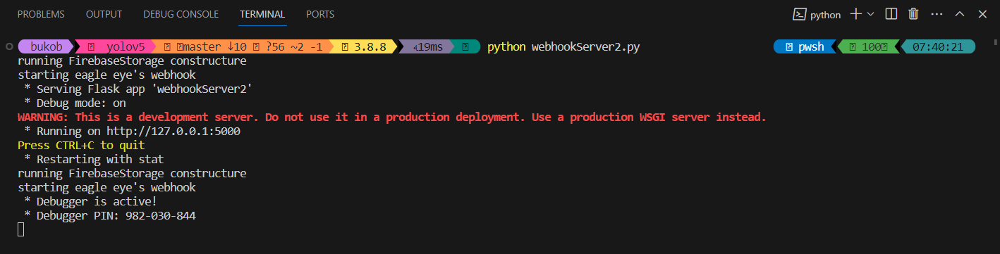 PROBLEMS OUTPUT DEBUG CONSOLE TERMINAL PORTS python
bukob yolov5 master ↓10 ?56 ~2 -1 3.8.8 19ms python webhookServer2.py pwsh 100 07:40:21
running FirebaseStorage constructure
starting eagle eye's webhook
* Serving Flask app 'webhookServer2'
* Debug mode: on
WARNING: This is a development server. Do not use it in a production deployment. Use a production WSGI server instead.
* Running on http://127.0.0.1:5000
Press CTRL+C to quit
* Restarting with stat
running FirebaseStorage constructure
starting eagle eye's webhook
* Debugger is active!
* Debugger PIN: 982-030-844